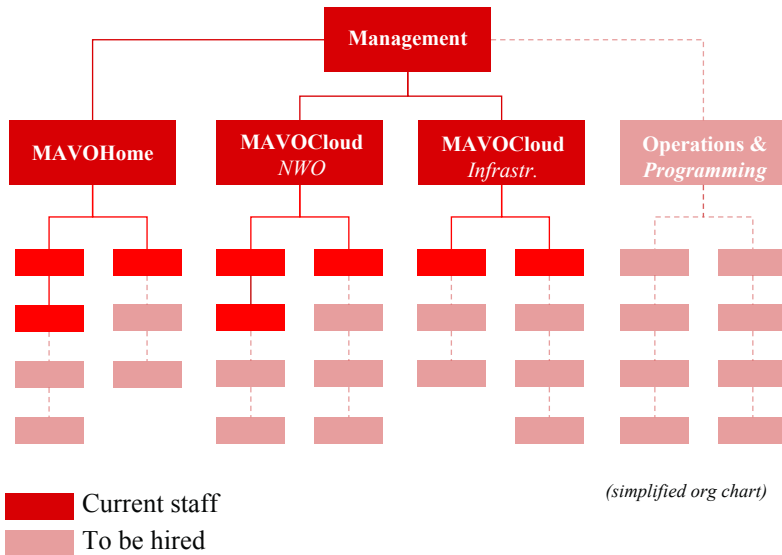 Management
MAVOHome
MAVOCloud
NWO
MAVOCloud
Infrastr.
Operations &
Programming
Current staff
To be hired
(simplified org chart)